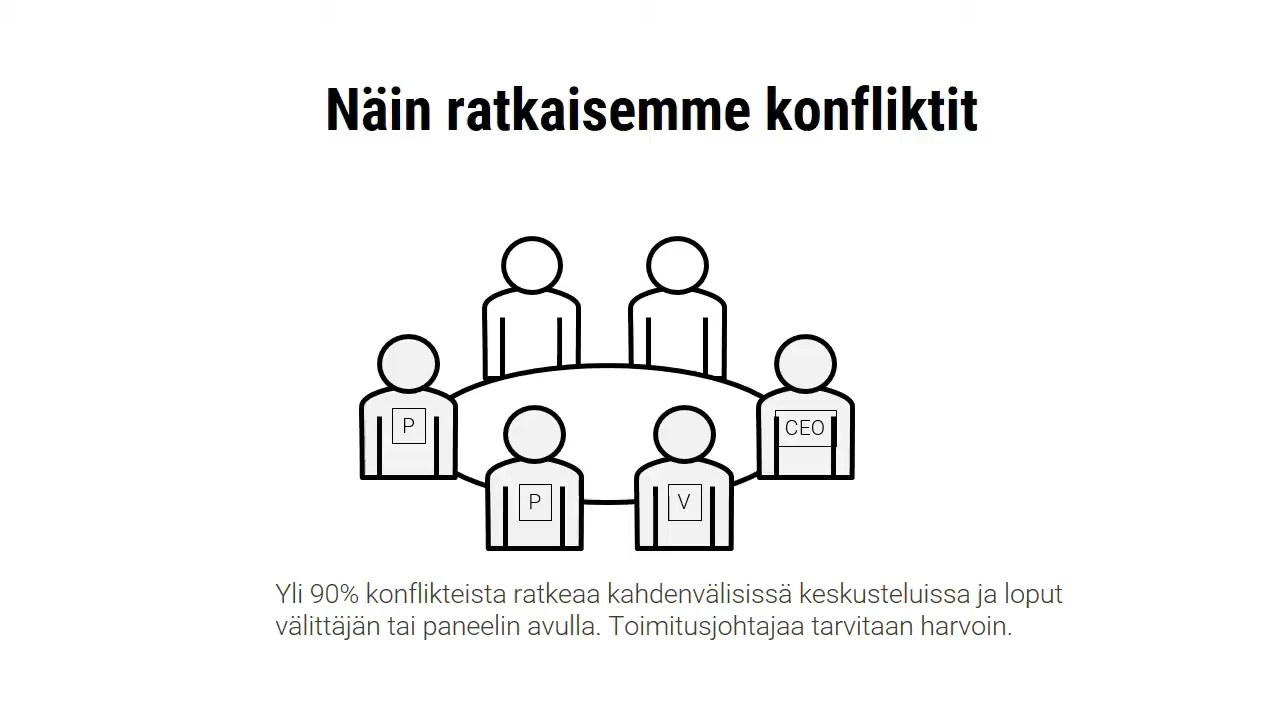 Näin ratkaisemme konfliktit
P
CEO
P
V
Yli 90% konflikteista ratkeaa kahdenvälisissä keskusteluissa ja loput
välittäjän tai paneelin avulla. Toimitusjohtajaa tarvitaan harvoin.